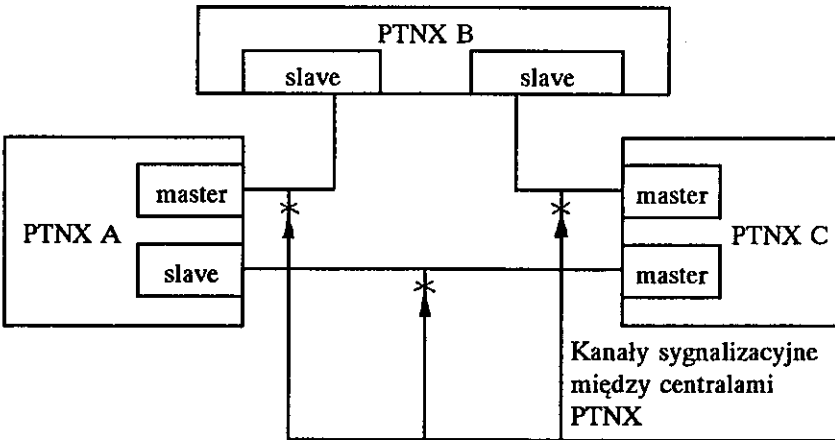 PTNX B
slave
slave
master
PTNX A
slave
master
PTNX C
master
Kanały sygnalizacyjne
między centralami
PTNX